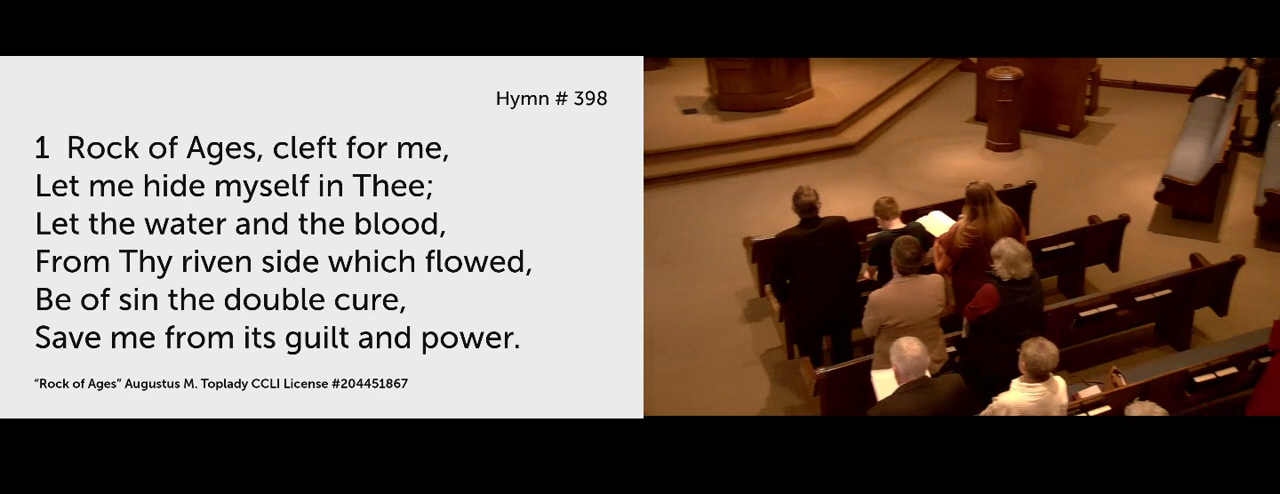 Hymn # 398
1 Rock of Ages, cleft for me,
Let me hide myself in Thee;
Let the water and the blood,
From Thy riven side which flowed,
Be of sin the double cure,
Save me from its guilt and power.
“Rock of Ages” Augustus M. Toplady CCLI License #204451867